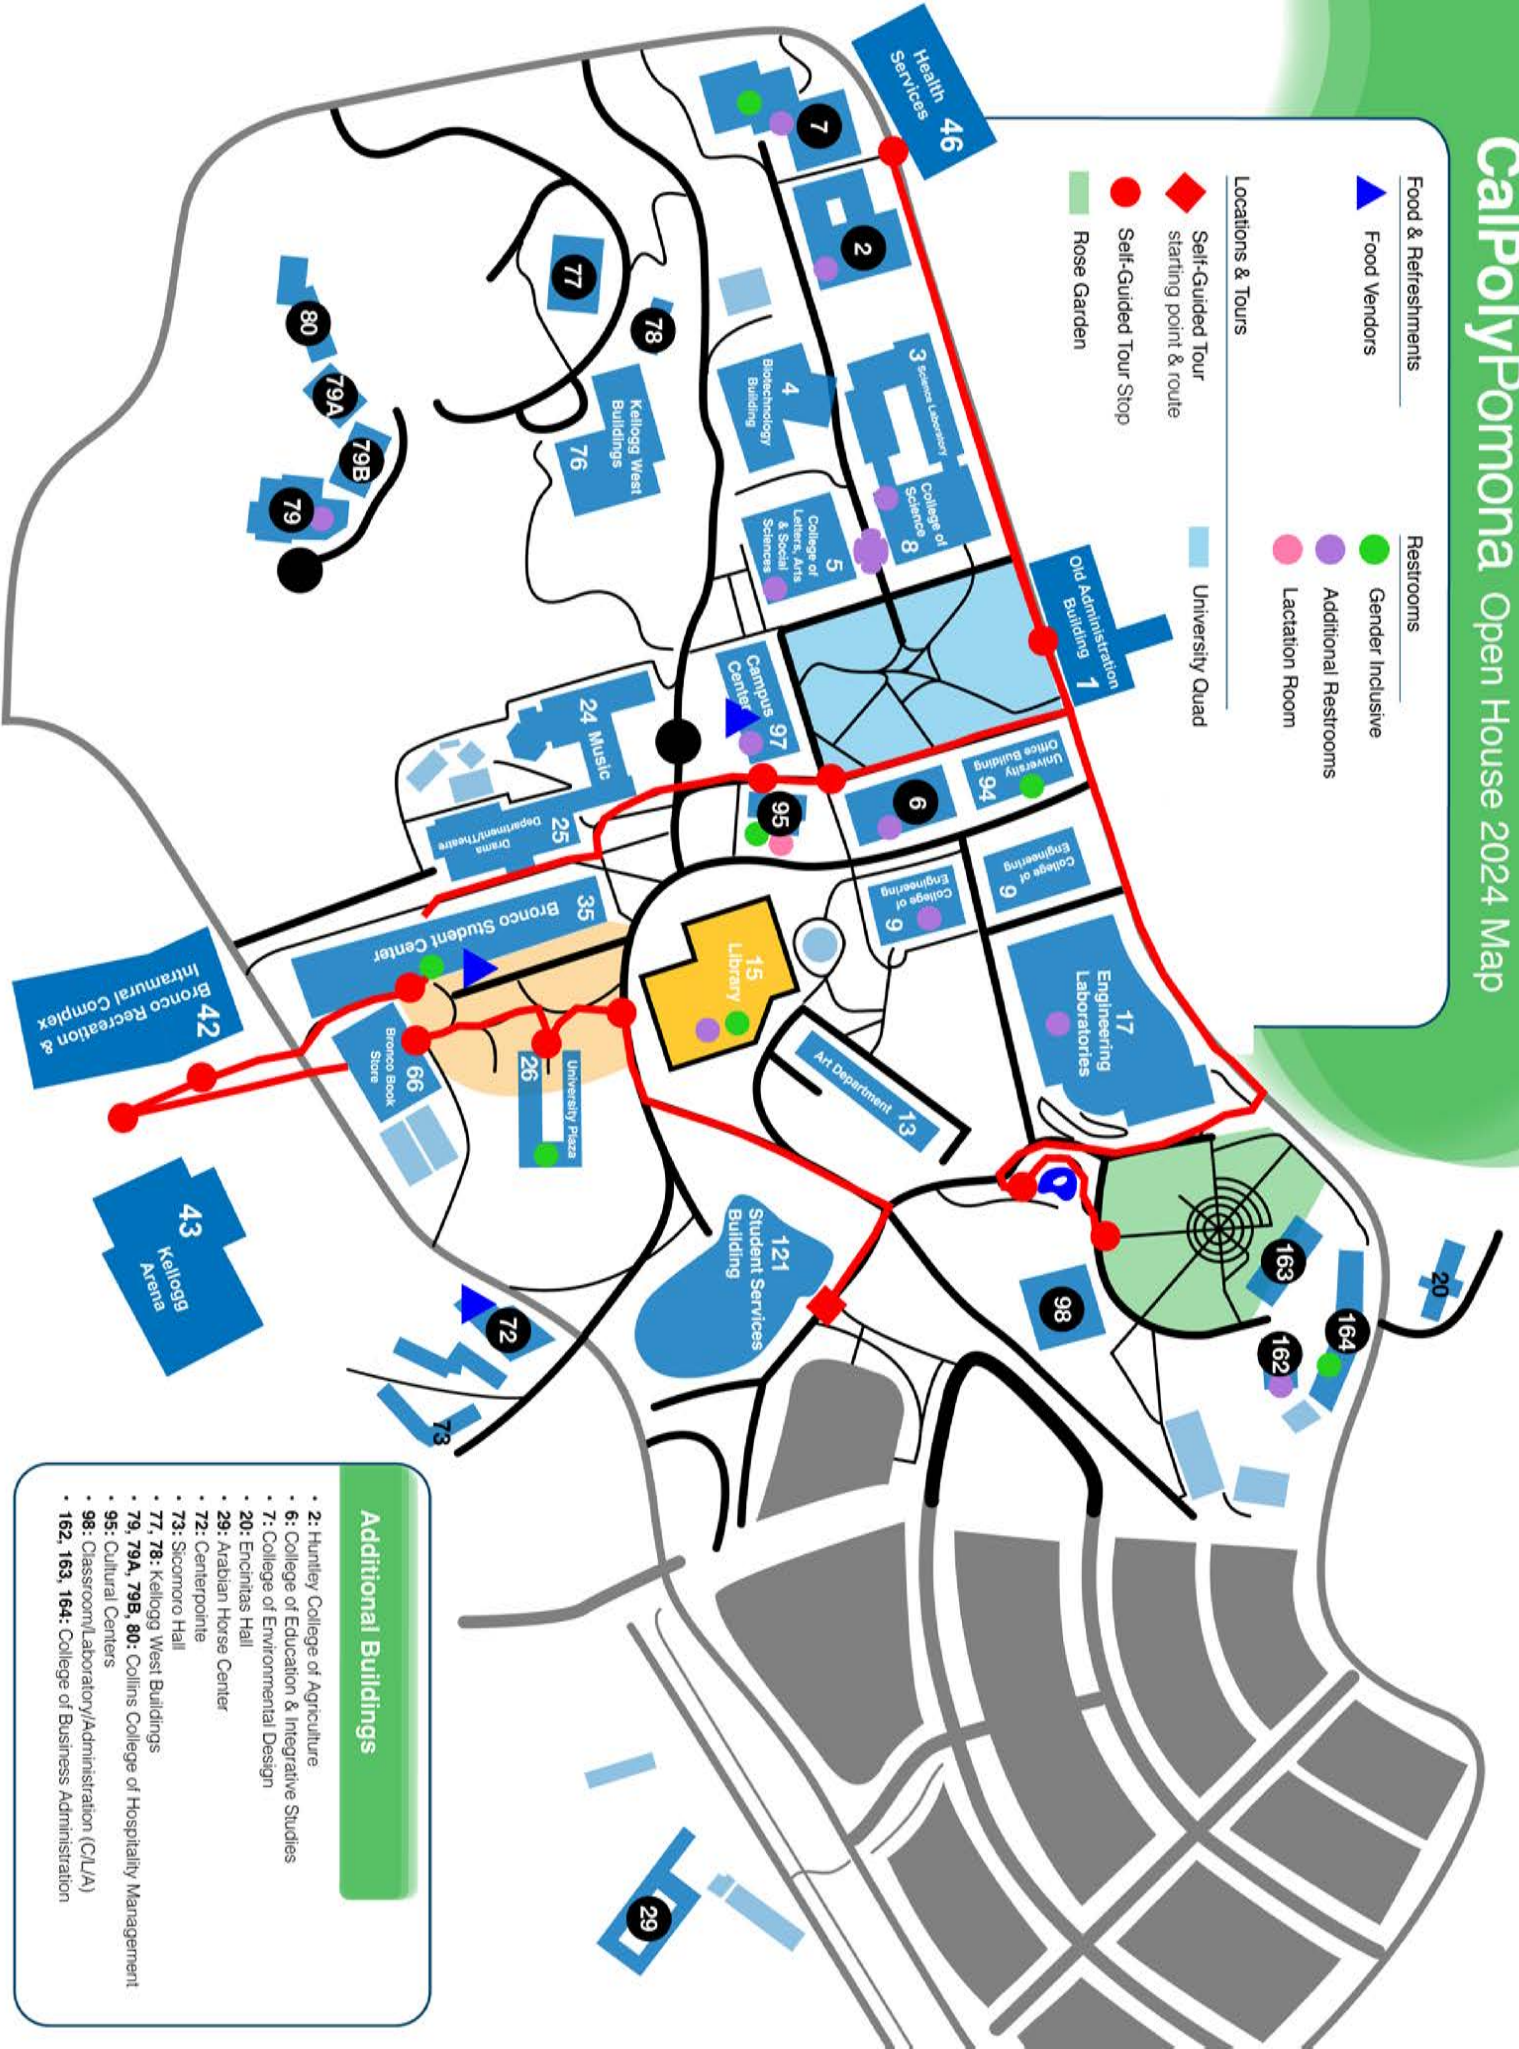 CalPolyPomona Open House 2024 Map
Food & Refreshments
Food Vendors
Restrooms
Gender Inclusive
Additional Restrooms
Lactation Room
Locations & Tours
Self-Guided Tour
starting point & route
Self-Guided Tour Stop
Rose Garden
University Quad
Health
Services
46
7
2
3 Science Laboratory
College of
Science
8
4
Biotechnology
Building
5
College of
Letters, Arts
& Social
Sciences
77
78
Kellogg West
Buildings
76
80
79A
79B
79
Old Administration
Building
1
Campus
Center
97
24 Music
25
Drama
Department/Theatre
95
6
University
Office Building
94
College of
Engineering
9
College of
Engineering
9
17
Engineering
Laboratories
15
Library
Art Department
13
35
Bronco Student Center
42
Bronco Recreation &
Intramural Complex
66
Bronco Book
Store
University Plaza
26
43
Kellogg
Arena
72
73
121
Student Services
Building
98
163
164
162
20
29
Additional Buildings
• 2: Huntley College of Agriculture
• 6: College of Education & Integrative Studies
• 7: College of Environmental Design
• 20: Encinitas Hall
• 29: Arabian Horse Center
• 72: Centerpointe
• 73: Sicomoro Hall
• 77, 78: Kellogg West Buildings
• 79, 79A, 79B, 80: Collins College of Hospitality Management
• 95: Cultural Centers
• 98: Classroom/Laboratory/Administration (C/L/A)
• 162, 163, 164: College of Business Administration